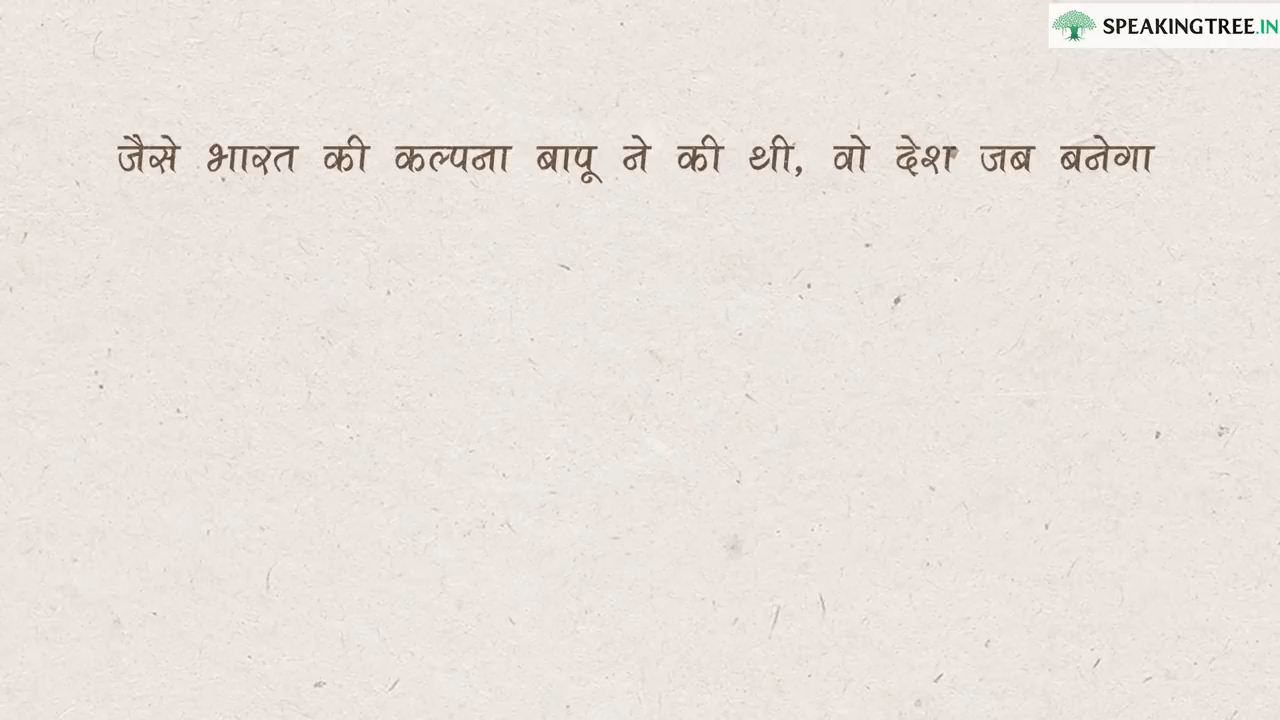 SPEAKINGTREE.IN
जैसे भारत की कल्पना बापू ने की थी, वो देश जब बनेगा